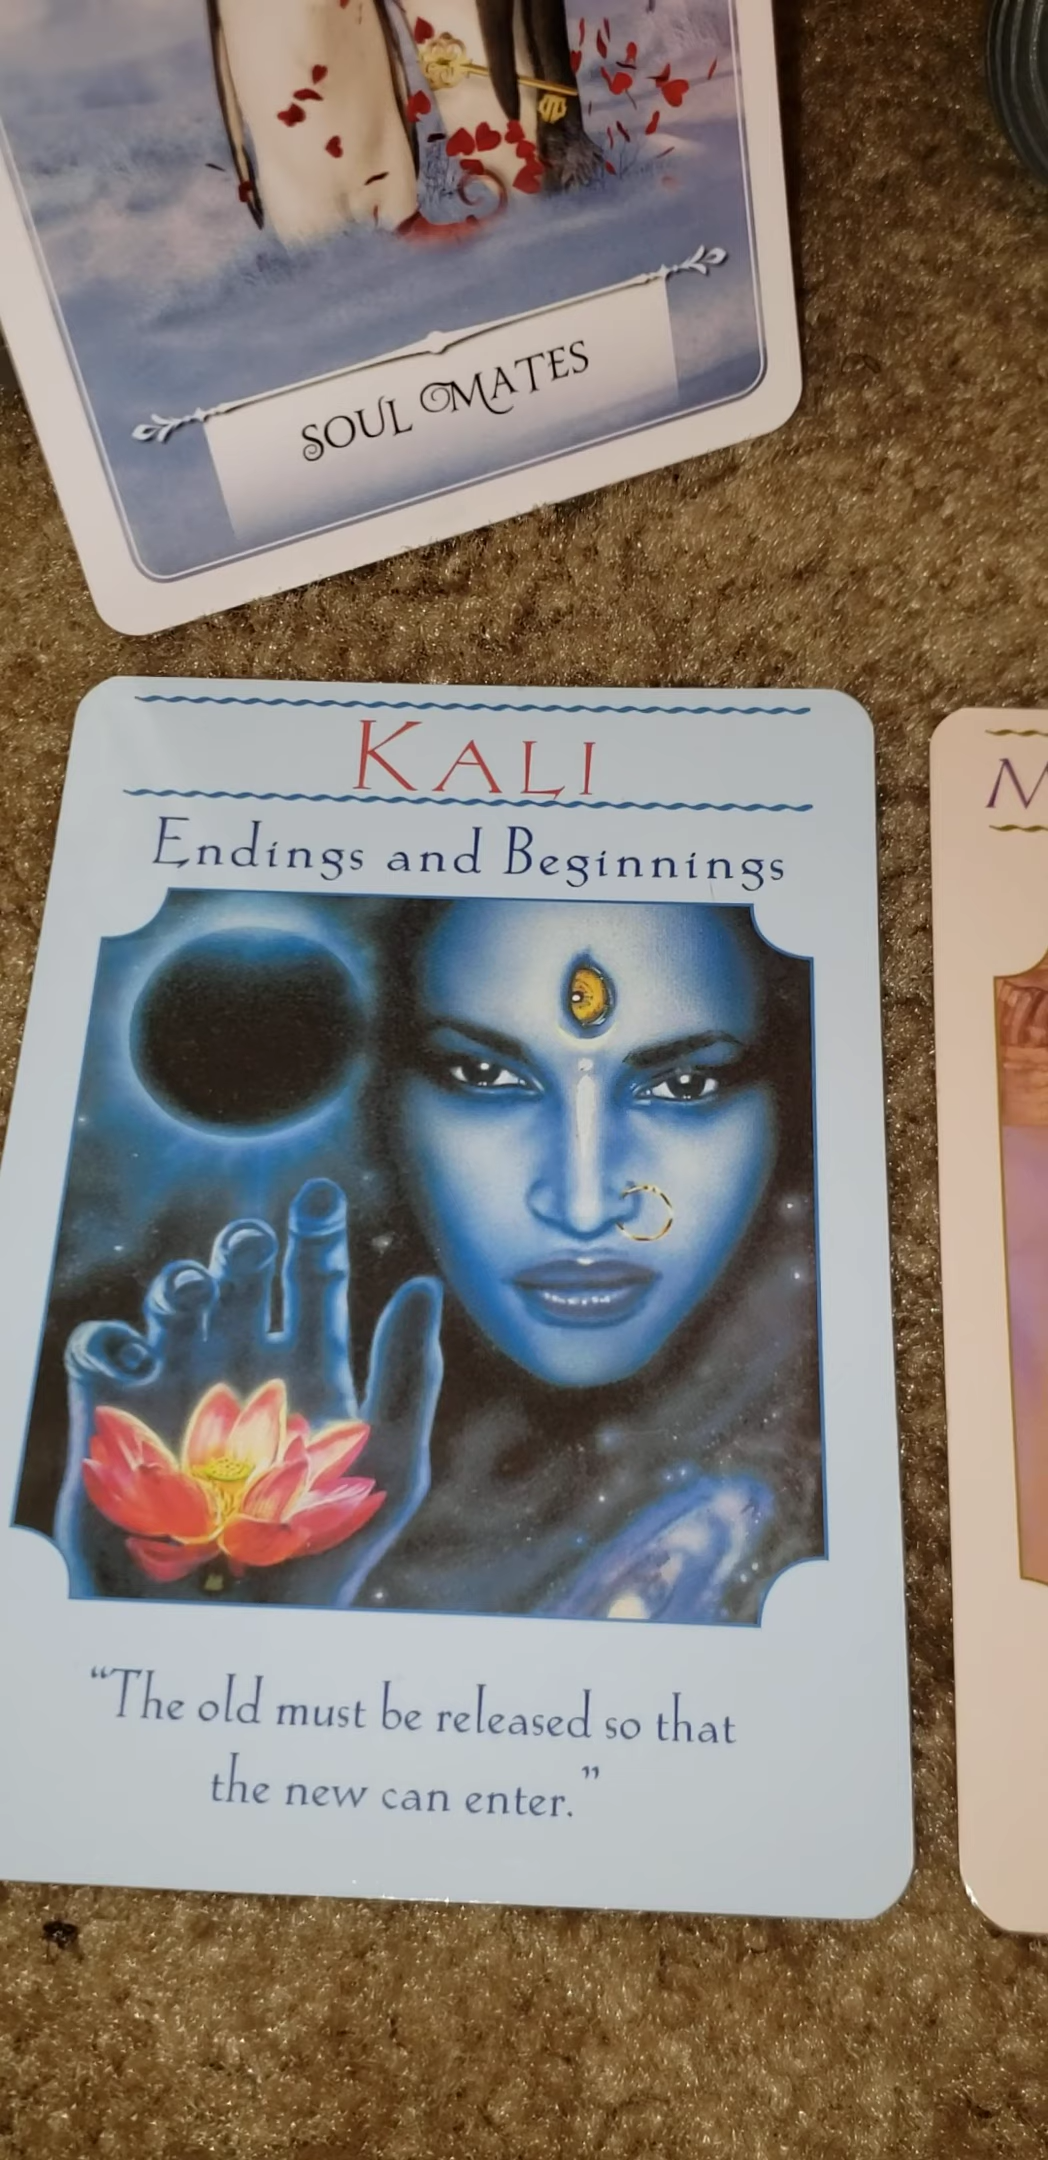 SOUL MATES
KALI
Endings and Beginnings
M
“The old must be released so that
the new can enter.”